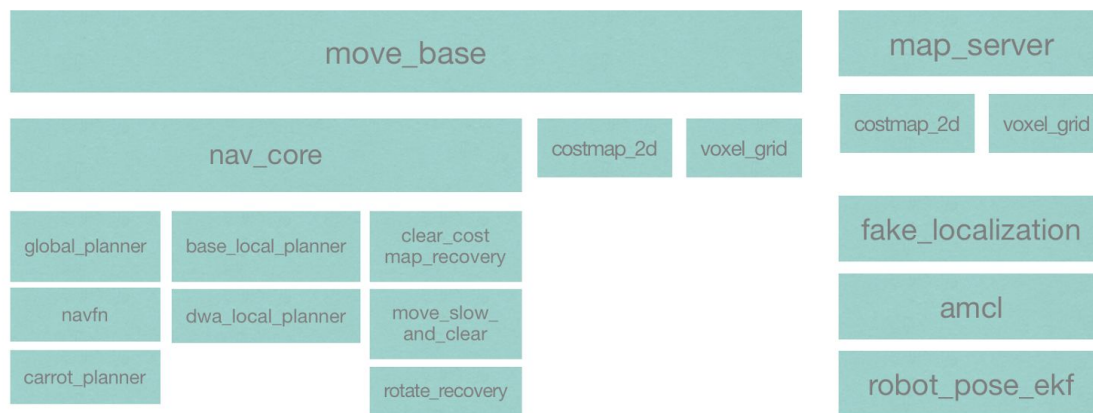 move_base
map_server
costmap_2d
voxel_grid
nav_core
costmap_2d
voxel_grid
global_planner
base_local_planner
clear_cost
map_recovery
fake_localization
navfn
dwa_local_planner
move_slow_
and_clear
amcl
carrot_planner
rotate_recovery
robot_pose_ekf